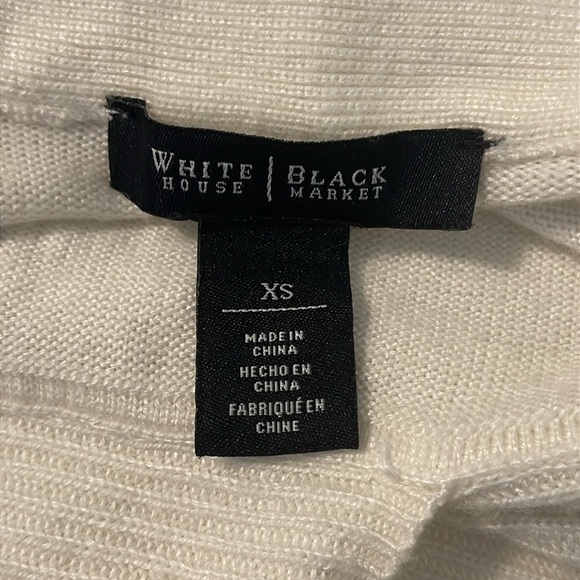 WHITE | BLACK
HOUSE MARKET
XS
MADE IN
CHINA
HECHO EN
CHINA
FABRIQUÉ EN
CHINE